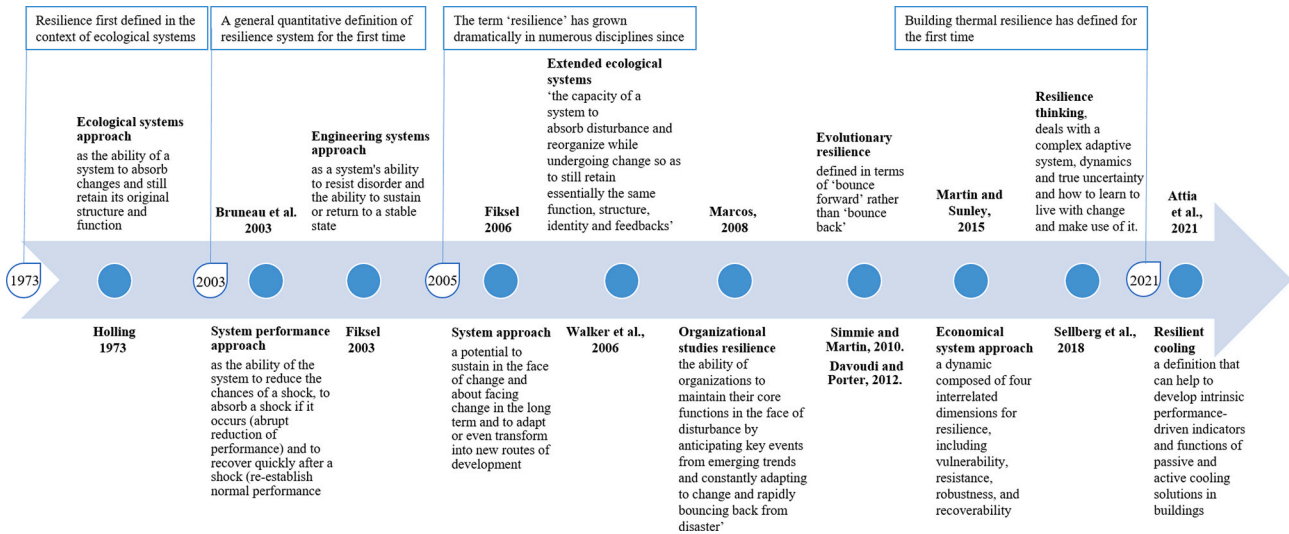 Resilience first defined in the
context of ecological systems
A general quantitative definition of
resilience system for the first time
The term ‘resilience’ has grown
dramatically in numerous disciplines since
Building thermal resilience has defined for
the first time
Ecological systems
approach
as the ability of a
system to absorb
changes and still
retain its original
structure and
function
Bruneau et al.
2003
Engineering systems
approach
as a system's ability
to resist disorder and
the ability to sustain
or return to a stable
state
Fiksel
2006
Extended ecological
systems
‘the capacity of a
system to
absorb disturbance and
reorganize while
undergoing change so as
to still retain
essentially the same
function, structure,
identity and feedbacks’
Marcos,
2008
Evolutionary
resilience
defined in terms
of ‘bounce
forward’ rather
than ‘bounce
back’
Martin and
Sunley,
2015
Resilience
thinking,
deals with a
complex adaptive
system, dynamics
and true uncertainty
and how to learn to
live with change
and make use of it.
Attia
et al.,
2021
1973
2003
2005
2021
Holling
1973
System performance
approach
as the ability of the
system to reduce the
chances of a shock, to
absorb a shock if it
occurs (abrupt
reduction of
performance) and to
recover quickly after a
shock (re-establish
normal performance
Fiksel
2003
System approach
a potential to
sustain in the face
of change and
about facing
change in the long
term and to adapt
or even transform
into new routes of
development
Walker et al.,
2006
Organizational
studies resilience
the ability of
organizations to
maintain their core
functions in the face of
disturbance by
anticipating key events
from emerging trends
and constantly adapting
to change and rapidly
bouncing back from
disaster’
Simmie and
Martin, 2010.
Davoudi and
Porter, 2012.
Economical
system approach
a dynamic
composed of four
interrelated
dimensions for
resilience,
including
vulnerability,
resistance,
robustness, and
recoverability
Sellberg et al.,
2018
Resilient
cooling
a definition that
can help to
develop intrinsic
performance-
driven indicators
and functions of
passive and
active cooling
solutions in
buildings